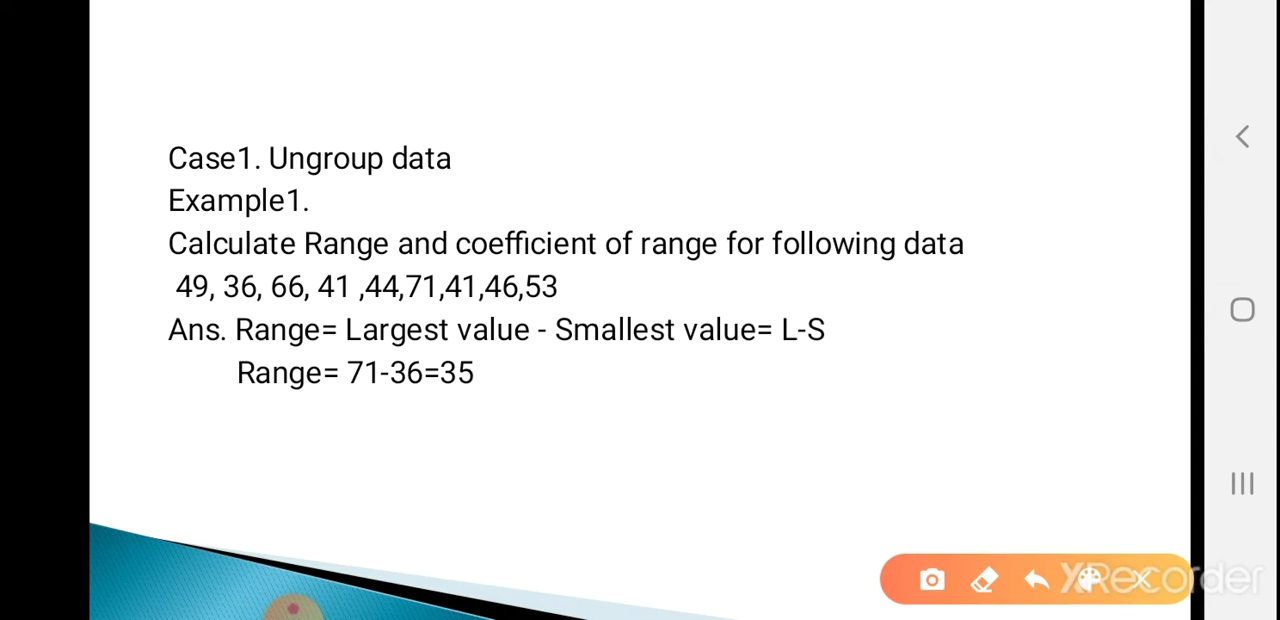 Case1. Ungroup data
Example1.
Calculate Range and coefficient of range for following data
49, 36, 66, 41 ,44,71,41,46,53
Ans. Range= Largest value - Smallest value= L-S
Range= 71-36=35
XRecorder